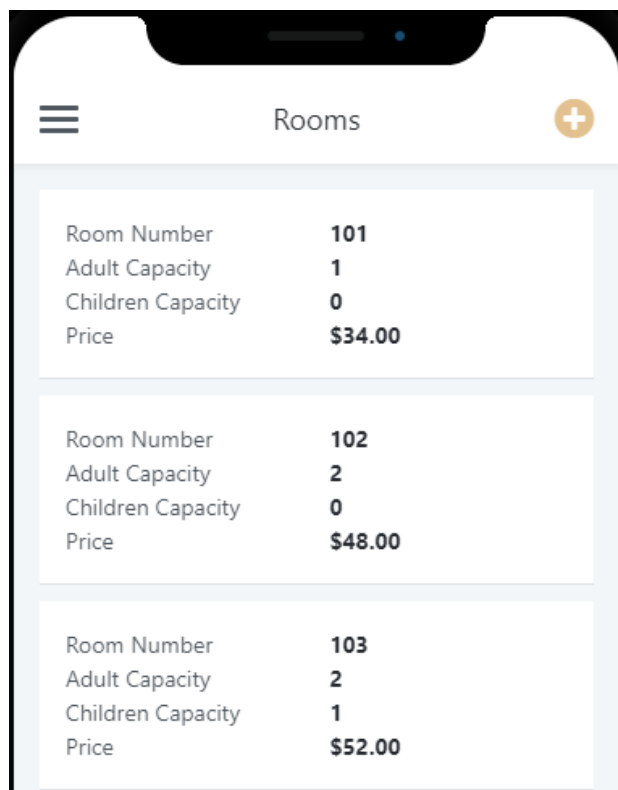 Rooms
Room Number 101
Adult Capacity 1
Children Capacity 0
Price $34.00
Room Number 102
Adult Capacity 2
Children Capacity 0
Price $48.00
Room Number 103
Adult Capacity 2
Children Capacity 1
Price $52.00